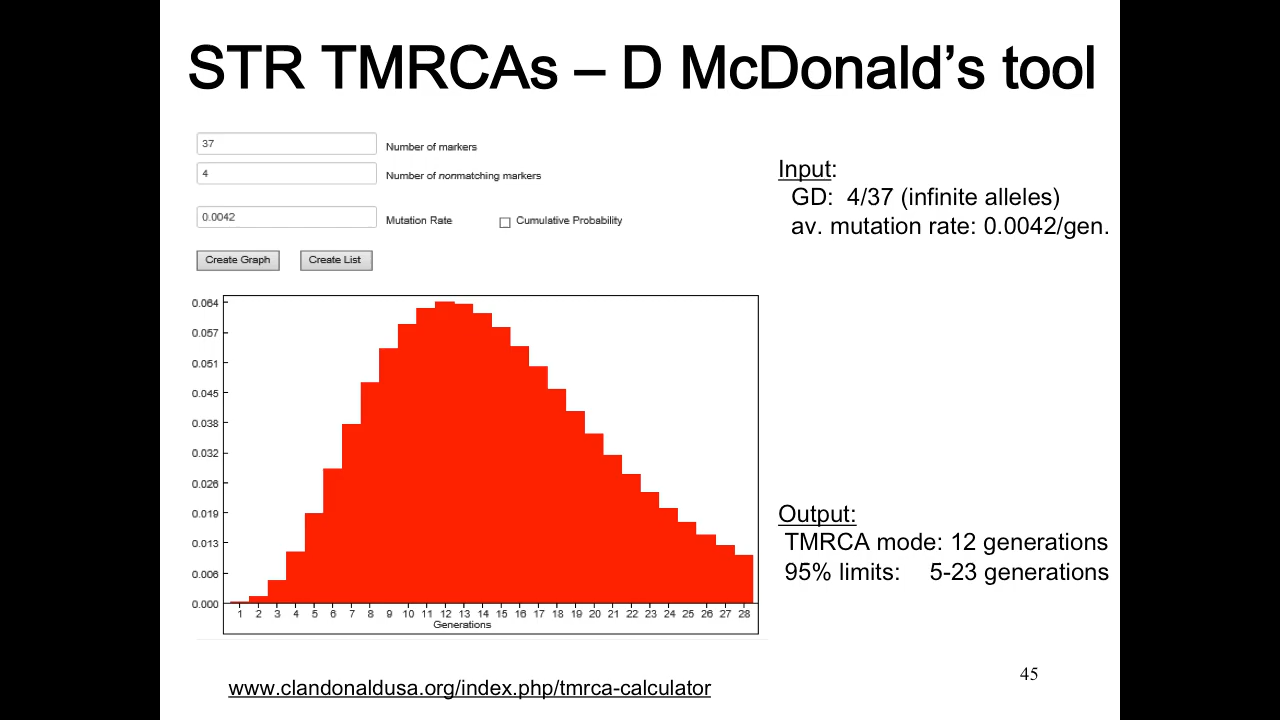 STR TMRCAs – D McDonald’s tool
37 Number of markers
4 Number of nonmatching markers
0.0042 Mutation Rate Cumulative Probability
Create Graph Create List
Input:
GD: 4/37 (infinite alleles)
av. mutation rate: 0.0042/gen.
0.064
0.057
0.051
0.045
0.038
0.032
0.026
0.019
0.013
0.006
0.000
1 2 3 4 5 6 7 8 9 10 11 12 13 14 15 16 17 18 19 20 21 22 23 24 25 26 27 28
Generations
Output:
TMRCA mode: 12 generations
95% limits: 5-23 generations
45
www.clandonaldusa.org/index.php/tmrca-calculator